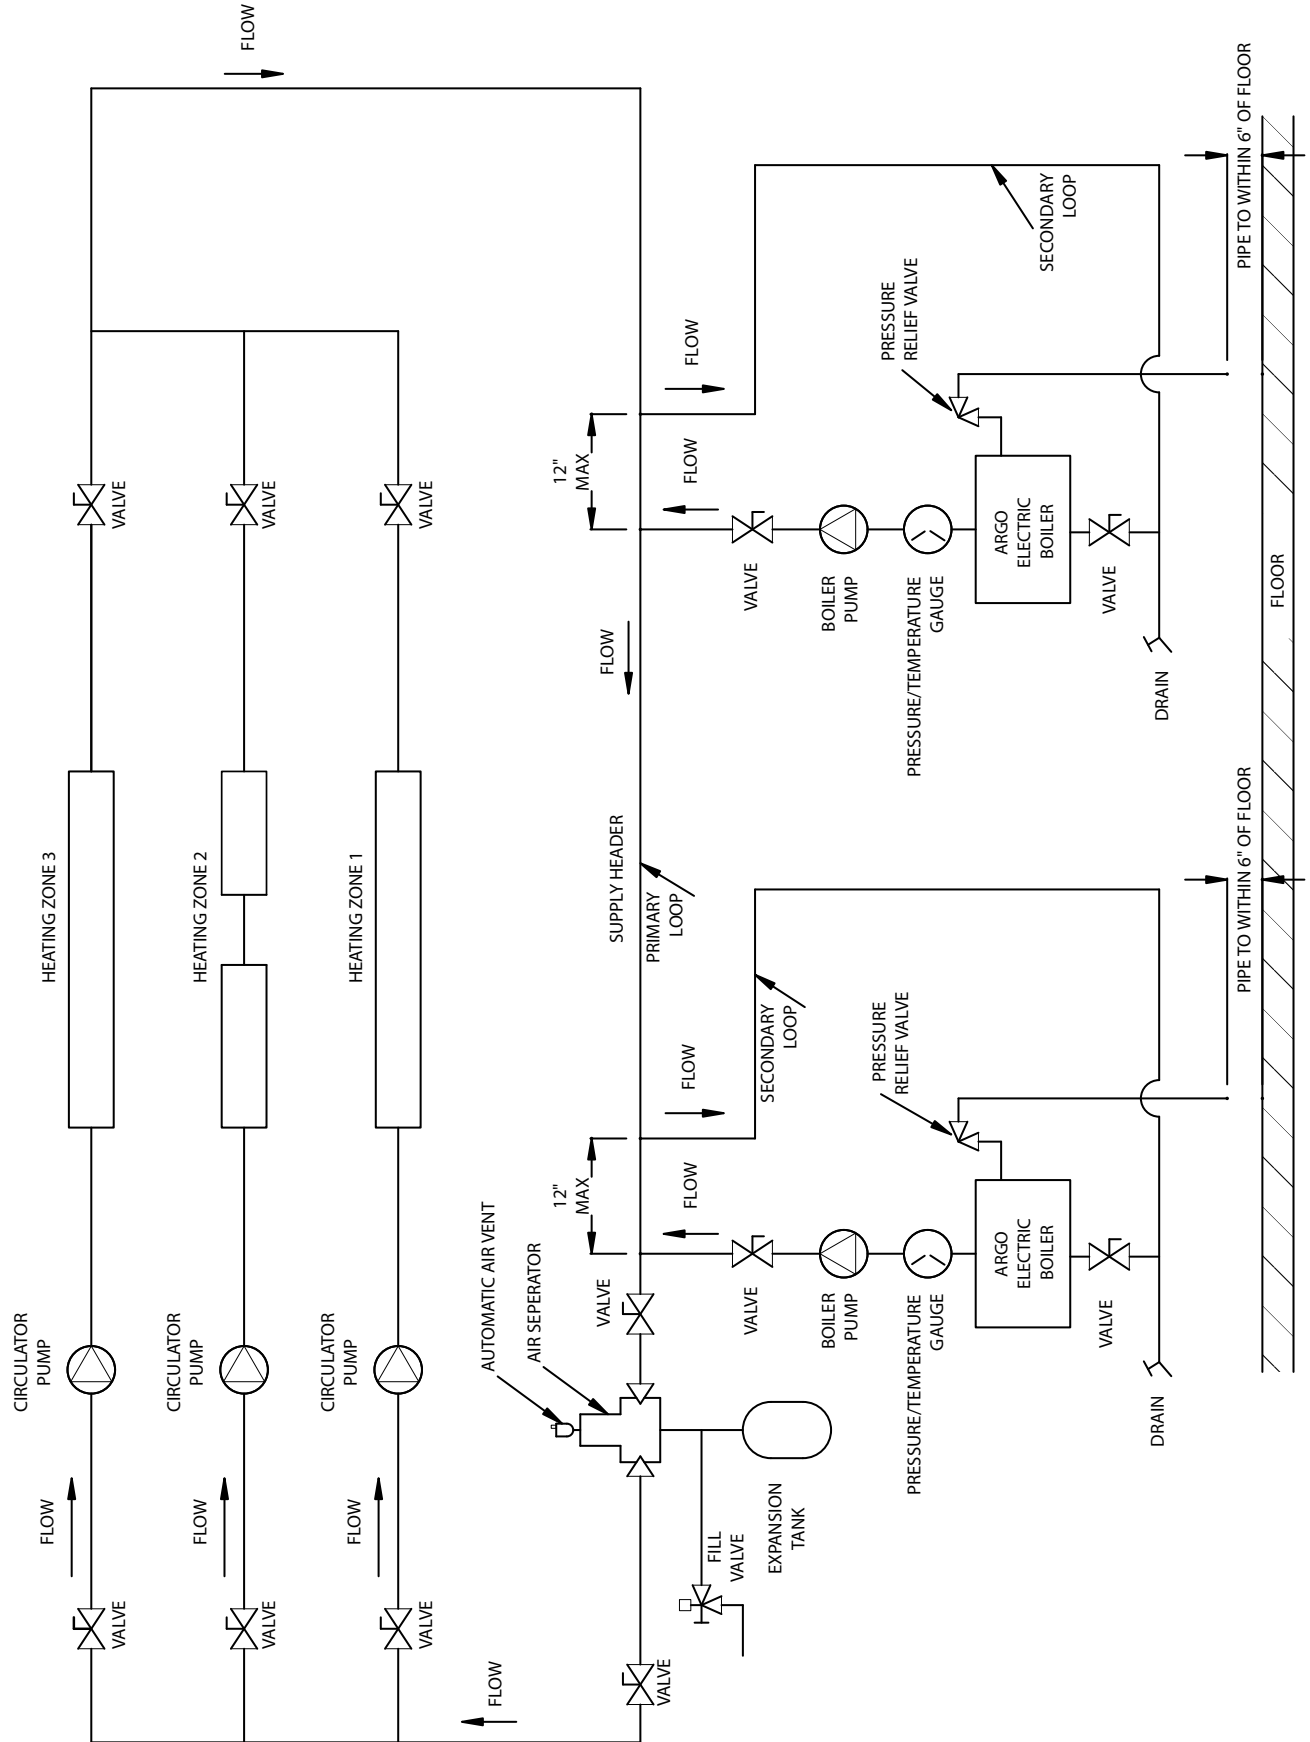 CIRCULATOR
PUMP
FLOW
HEATING ZONE 3
VALVE
VALVE
FLOW
CIRCULATOR
PUMP
FLOW
HEATING ZONE 2
VALVE
VALVE
CIRCULATOR
PUMP
FLOW
HEATING ZONE 1
VALVE
VALVE
FLOW
AUTOMATIC AIR VENT
AIR SEPERATOR
12"
MAX
12"
MAX
VALVE
SUPPLY HEADER
FLOW
PRIMARY
LOOP
VALVE
FLOW
FLOW
FLOW
FLOW
FILL
VALVE
EXPANSION
TANK
VALVE
SECONDARY
LOOP
VALVE
BOILER
PUMP
PRESSURE
RELIEF VALVE
BOILER
PUMP
PRESSURE
RELIEF VALVE
PRESSURE/TEMPERATURE
GAUGE
PRESSURE/TEMPERATURE
GAUGE
ARGO
ELECTRIC
BOILER
ARGO
ELECTRIC
BOILER
SECONDARY
LOOP
VALVE
VALVE
DRAIN
DRAIN
PIPE TO WITHIN 6" OF FLOOR
PIPE TO WITHIN 6" OF FLOOR
FLOOR